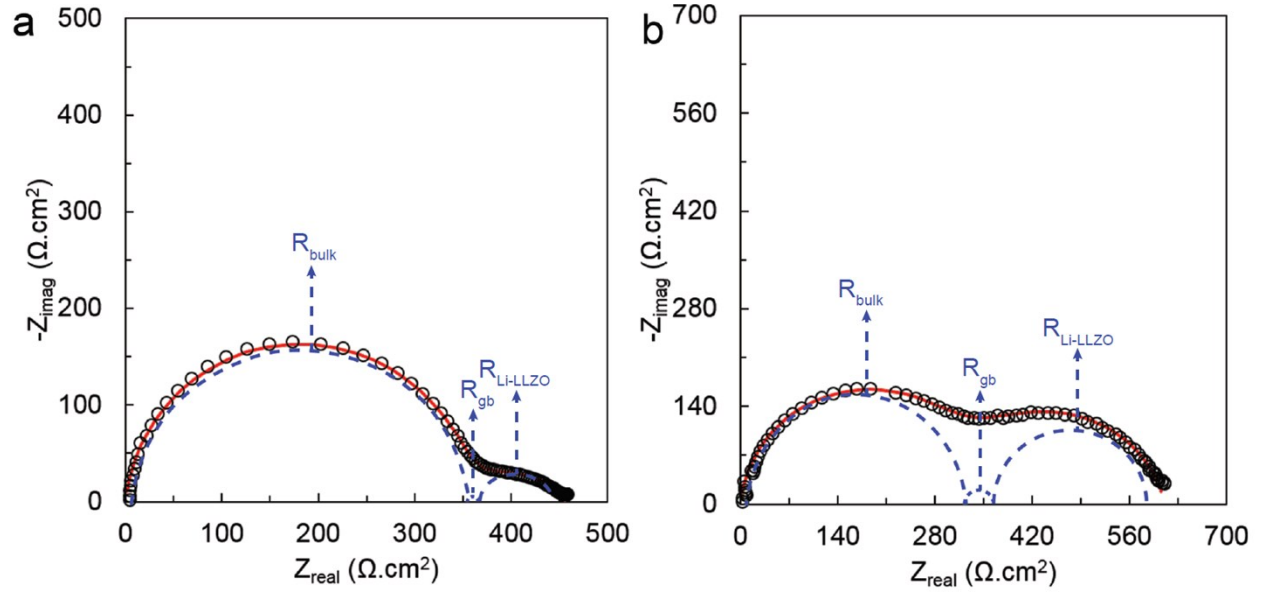 a
500
400
300
200
100
0
-Zimag (Ω.cm²)
Rbulk
Rgb
RLi-LLZO
0 100 200 300 400 500
Zreal (Ω.cm²)
b
700
560
420
280
140
0
-Zimag (Ω.cm²)
Rbulk
Rgb
RLi-LLZO
0 140 280 420 560 700
Zreal (Ω.cm²)